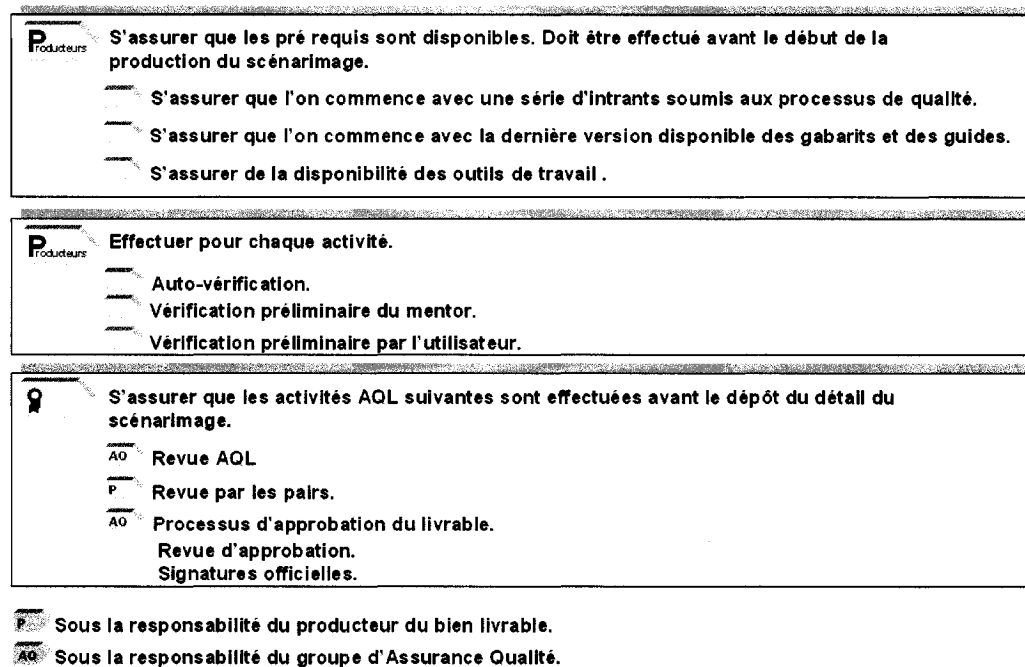 Producteurs S'assurer que les pré requis sont disponibles. Doit être effectué avant le début de la
production du scénarimage.
S'assurer que l'on commence avec une série d'intrants soumis aux processus de qualité.
S'assurer que l'on commence avec la dernière version disponible des gabarits et des guides.
S'assurer de la disponibilité des outils de travail .
Producteurs Effectuer pour chaque activité.
Auto-vérification.
Vérification préliminaire du mentor.
Vérification préliminaire par l'utilisateur.
S'assurer que les activités AQL suivantes sont effectuées avant le dépôt du détail du
scénarimage.
AQ Revue AQL
P Revue par les pairs.
AQ Processus d'approbation du livrable.
Revue d'approbation.
Signatures officielles.
P Sous la responsabilité du producteur du bien livrable.
AQ Sous la responsabilité du groupe d'Assurance Qualité.